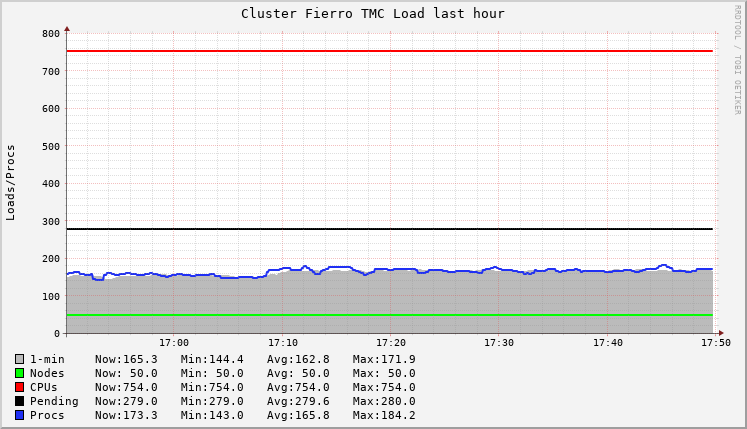 Cluster Fierro TMC Load last hour
RRDTOOL / TOBI OETIKER
Loads/Procs
800
700
600
500
400
300
200
100
0
17:00 17:10 17:20 17:30 17:40 17:50
1-min Now:165.3 Min:144.4 Avg:162.8 Max:171.9
Nodes Now: 50.0 Min: 50.0 Avg: 50.0 Max: 50.0
CPUs Now:754.0 Min:754.0 Avg:754.0 Max:754.0
Pending Now:279.0 Min:279.0 Avg:279.6 Max:280.0
Procs Now:173.3 Min:143.0 Avg:165.8 Max:184.2